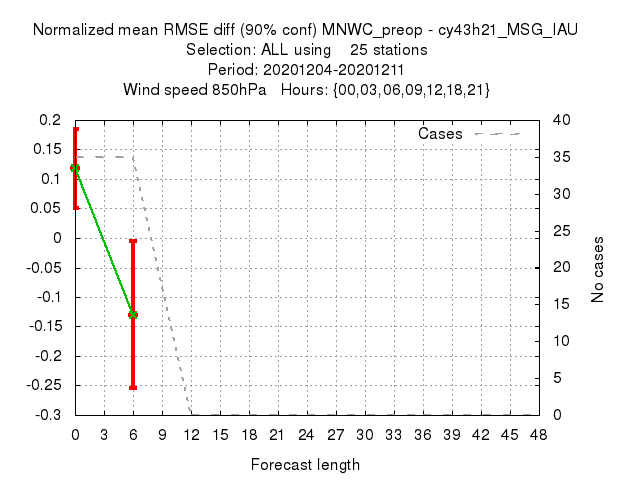 Normalized mean RMSE diff (90% conf) MNWC_preop - cy43h21_MSG_IAU
Selection: ALL using    25 stations
Period: 20201204-20201211
Wind speed 850hPa   Hours: {00,03,06,09,12,18,21}
0.2
0.15
0.1
0.05
0
-0.05
-0.1
-0.15
-0.2
-0.25
-0.3
Cases
40
35
30
25
20
15
10
5
0
No cases
0 3 6 9 12 15 18 21 24 27 30 33 36 39 42 45 48
Forecast length